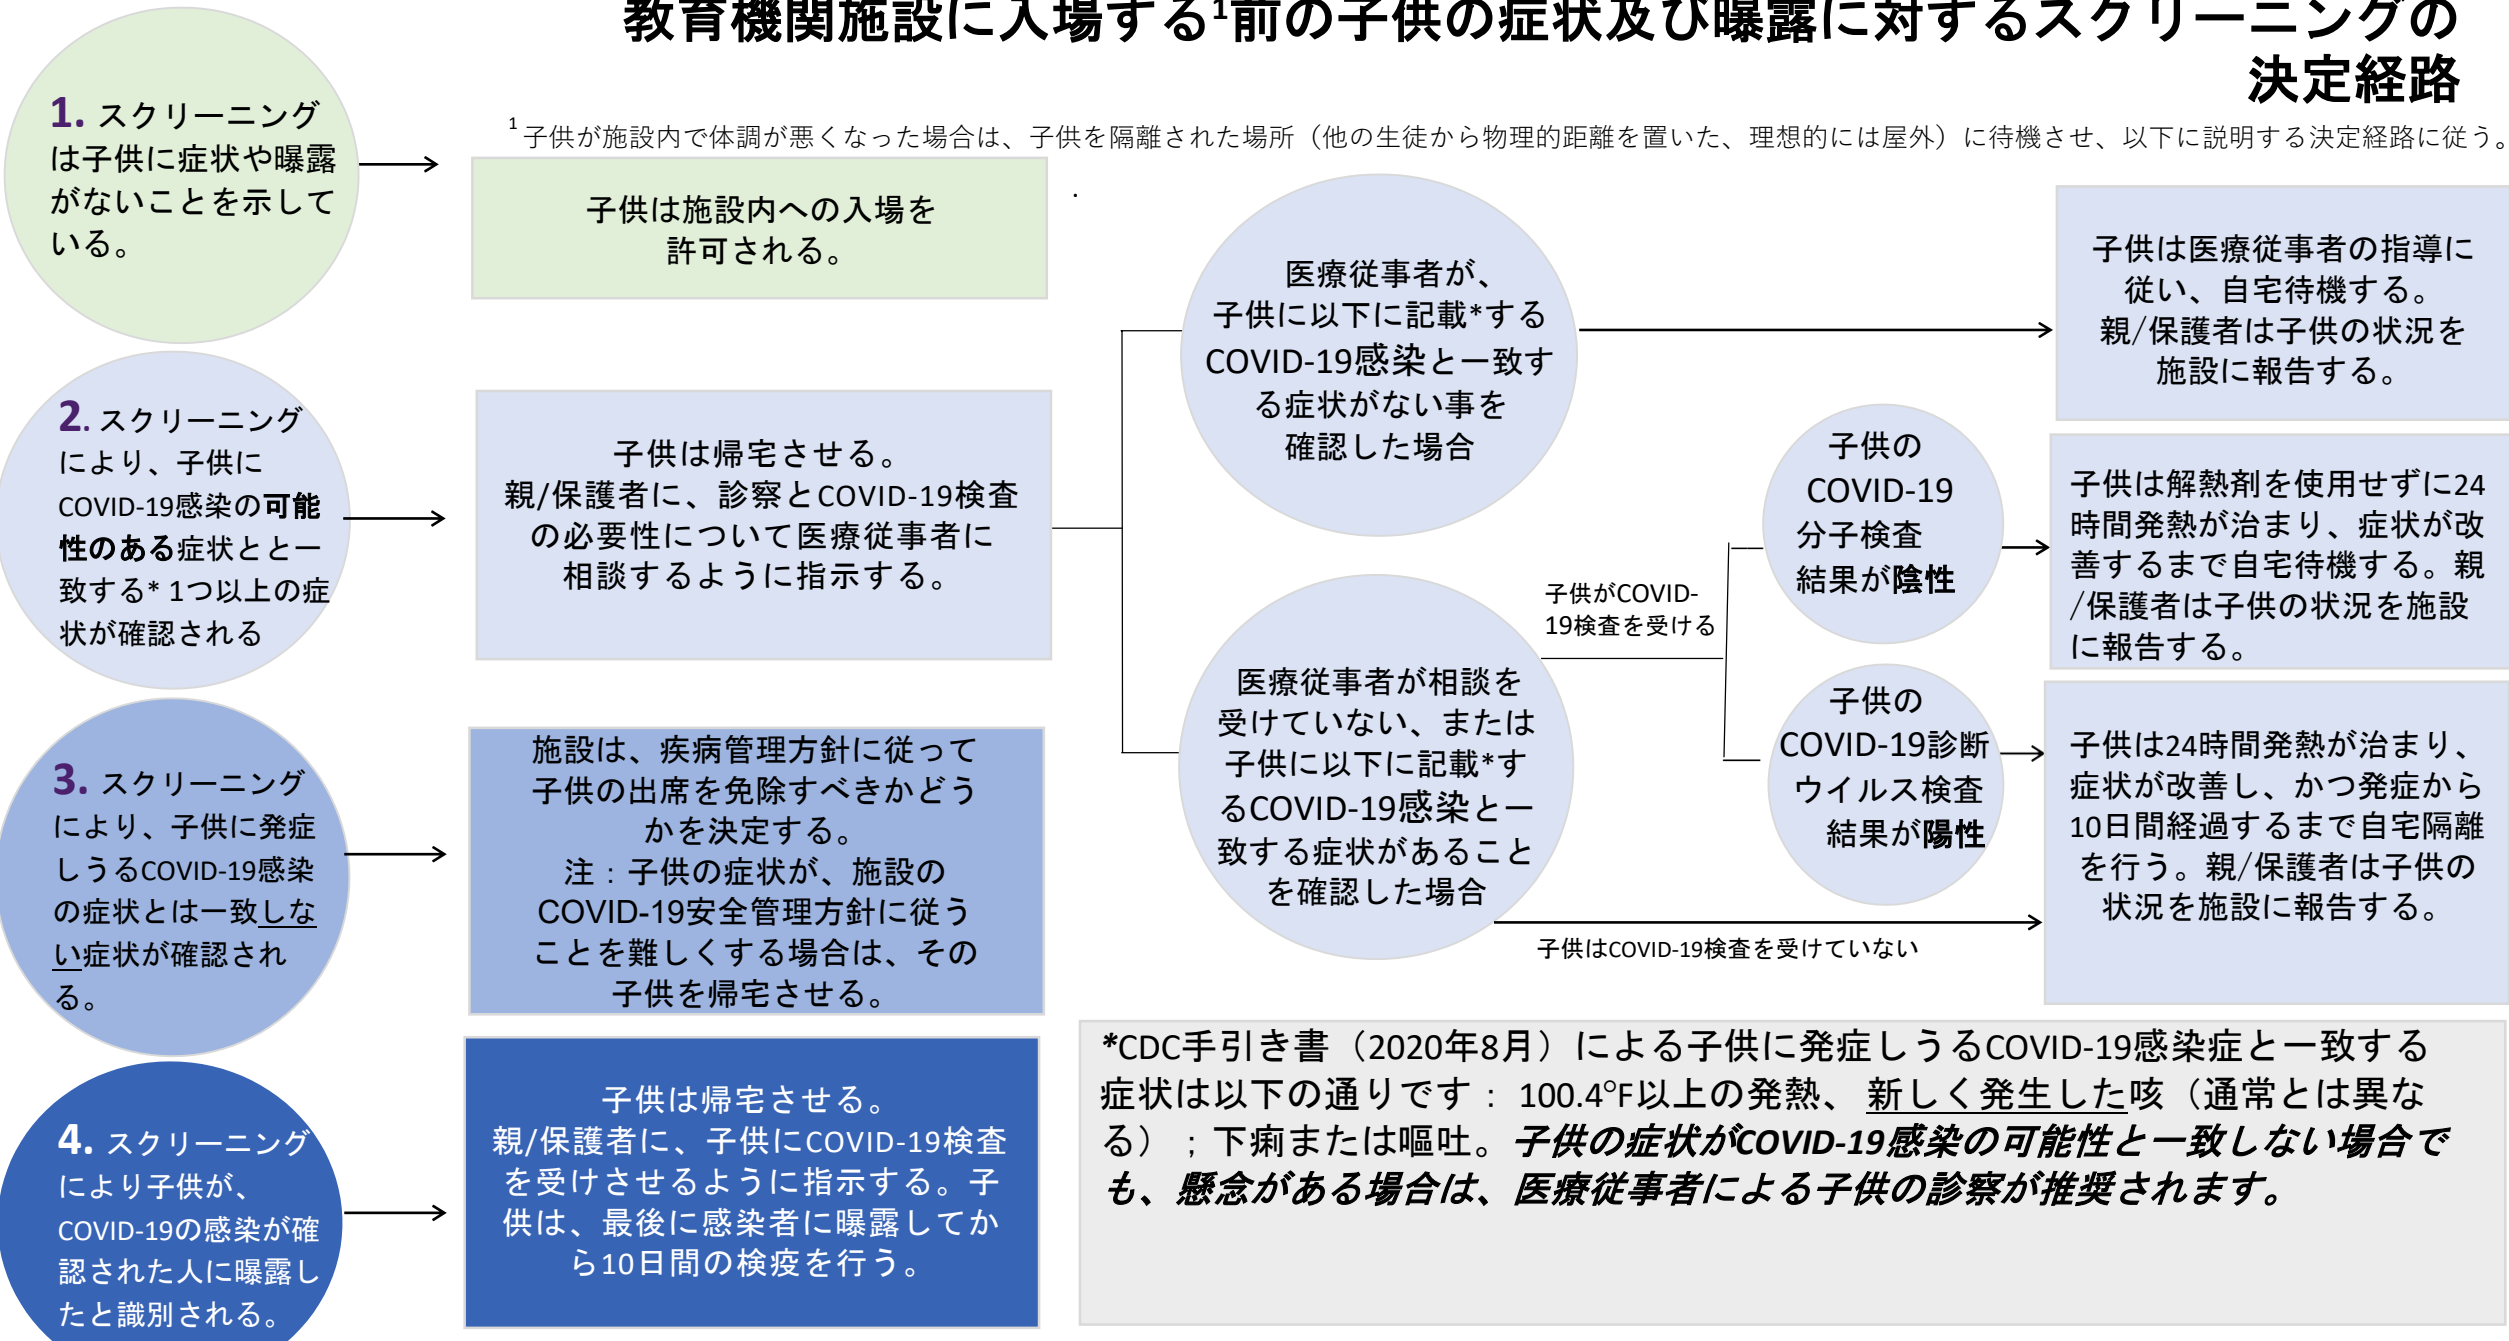 教育機関施設に入場する¹前の子供の症状及び曝露に対するスクリーニングの
決定経路
¹ 子供が施設内で体調が悪くなった場合は、子供を隔離された場所（他の生徒から物理的距離を置いた、理想的には屋外）に待機させ、以下に説明する決定経路に従う。
.
1. スクリーニング
は子供に症状や曝露
がないことを示して
いる。
子供は施設内への入場を
許可される。
2. スクリーニング
により、子供に
COVID-19感染の可能
性のある症状とと一
致する* 1つ以上の症
状が確認される
子供は帰宅させる。
親/保護者に、診察とCOVID-19検査
の必要性について医療従事者に
相談するように指示する。
医療従事者が、
子供に以下に記載*する
COVID-19感染と一致す
る症状がない事を
確認した場合
子供は医療従事者の指導に
従い、自宅待機する。
親/保護者は子供の状況を
施設に報告する。
医療従事者が相談を
受けていない、または
子供に以下に記載*す
るCOVID-19感染と一
致する症状があること
を確認した場合
子供がCOVID-
19検査を受ける
子供の
COVID-19
分子検査
結果が陰性
子供は解熱剤を使用せずに24
時間発熱が治まり、症状が改
善するまで自宅待機する。親
/保護者は子供の状況を施設
に報告する。
子供の
COVID-19診断
ウイルス検査
結果が陽性
子供は24時間発熱が治まり、
症状が改善し、かつ発症から
10日間経過するまで自宅隔離
を行う。親/保護者は子供の
状況を施設に報告する。
子供はCOVID-19検査を受けていない
3. スクリーニング
により、子供に発症
しうるCOVID-19感染
の症状とは一致しな
い症状が確認され
る。
施設は、疾病管理方針に従って
子供の出席を免除すべきかどう
かを決定する。
注：子供の症状が、施設の
COVID-19安全管理方針に従う
ことを難しくする場合は、その
子供を帰宅させる。
4. スクリーニング
により子供が、
COVID-19の感染が確
認された人に曝露し
たと識別される。
子供は帰宅させる。
親/保護者に、子供にCOVID-19検査
を受けさせるように指示する。子
供は、最後に感染者に曝露してか
ら10日間の検疫を行う。
*CDC手引き書（2020年8月）による子供に発症しうるCOVID-19感染症と一致する
症状は以下の通りです： 100.4°F以上の発熱、 新しく発生した咳（通常とは異な
る）；下痢または嘔吐。子供の症状がCOVID-19感染の可能性と一致しない場合で
も、懸念がある場合は、医療従事者による子供の診察が推奨されます。